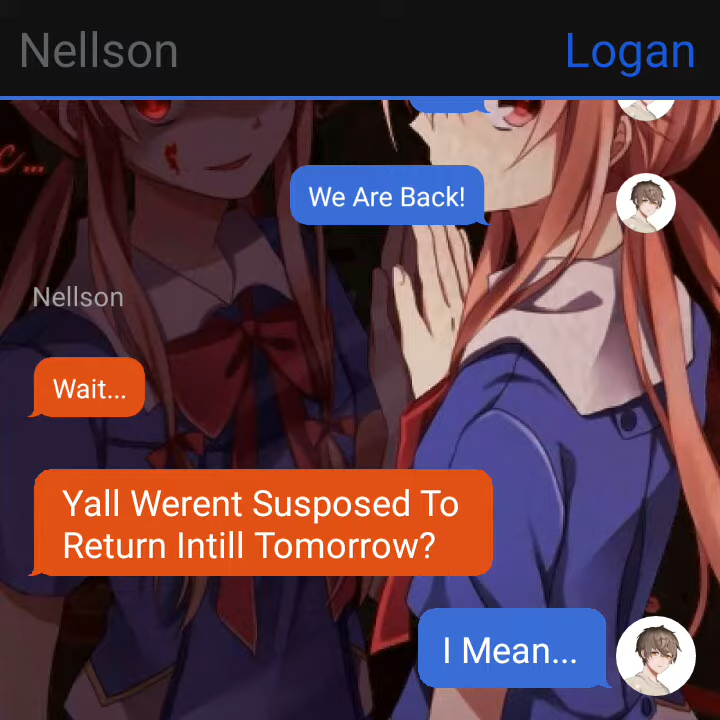 Nellson
Logan
c...
We Are Back!
Nellson
Wait...
Yall Werent Susposed To
Return Intill Tomorrow?
I Mean...